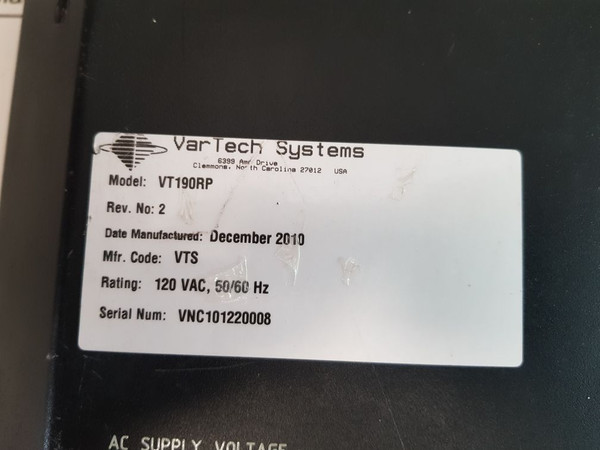 VarTech Systems
6399 Amp Drive
Clemmons, North Carolina 27012 USA
Model: VT190RP
Rev. No: 2
Date Manufactured: December 2010
Mfr. Code: VTS
Rating: 120 VAC, 50/60 Hz
Serial Num: VNC101220008
AC SUPPLY VOLTAGE